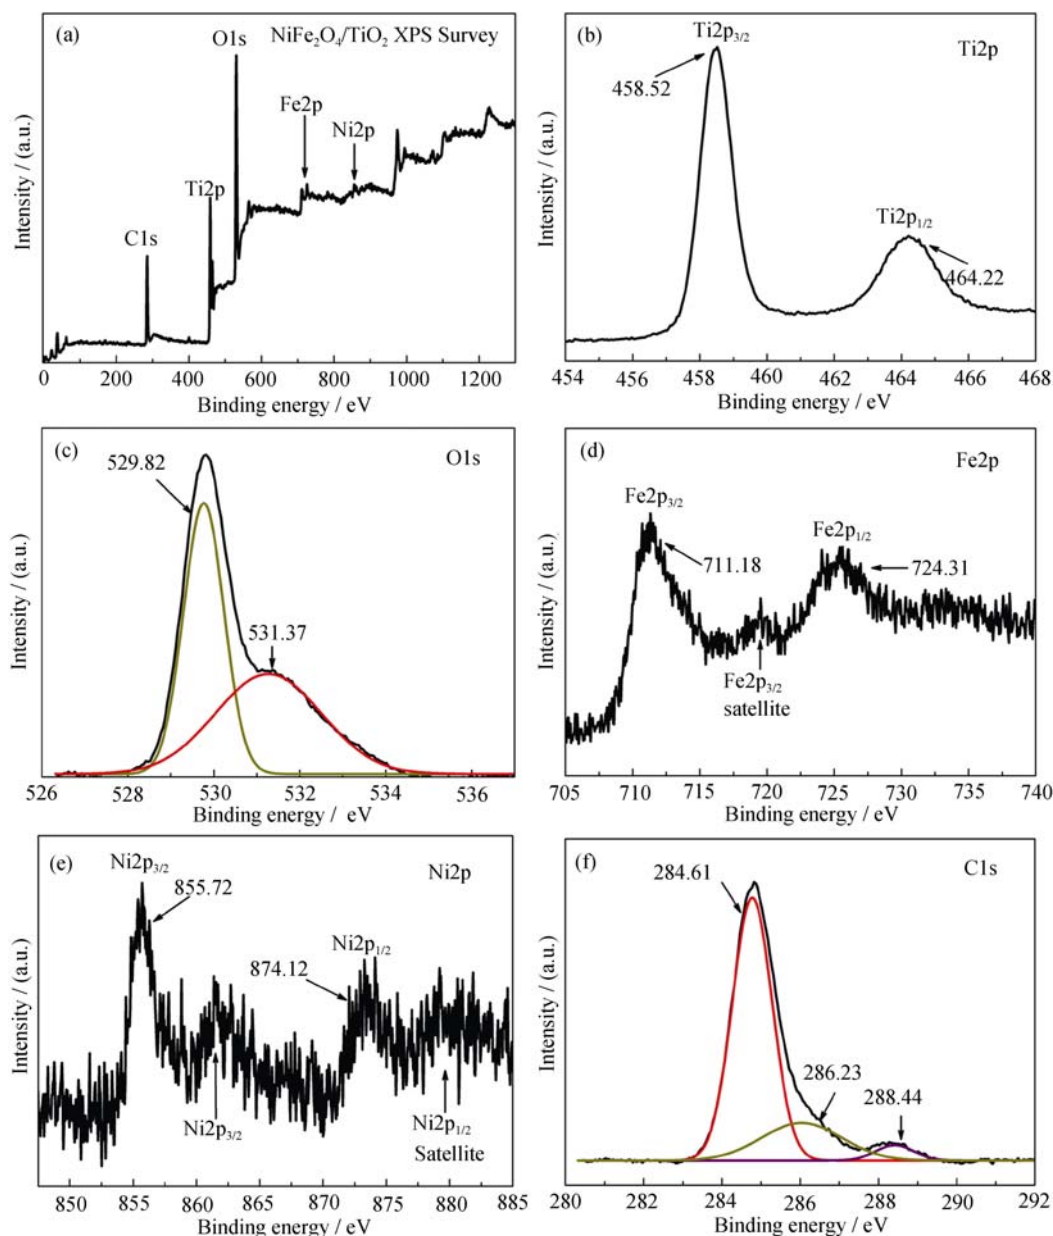 (a)
NiFe₂O₄/TiO₂ XPS Survey
O1s
Fe2p
Ni2p
Ti2p
C1s
Intensity / (a.u.)
0 200 400 600 800 1000 1200
Binding energy / eV
(b)
Ti2p₃/₂
Ti2p
458.52
Ti2p₁/₂
464.22
Intensity / (a.u.)
454 456 458 460 462 464 466 468
Binding energy / eV
(c)
O1s
529.82
531.37
Intensity / (a.u.)
526 528 530 532 534 536
Binding energy / eV
(d)
Fe2p
Fe2p₃/₂
Fe2p₁/₂
711.18
724.31
Fe2p₃/₂
satellite
Intensity / (a.u.)
705 710 715 720 725 730 735 740
Binding energy / eV
(e)
Ni2p₃/₂
Ni2p
855.72
Ni2p₁/₂
874.12
Ni2p₃/₂
Ni2p₁/₂
Satellite
Intensity / (a.u.)
850 855 860 865 870 875 880 885
Binding energy / eV
(f)
C1s
284.61
286.23
288.44
Intensity / (a.u.)
280 282 284 286 288 290 292
Binding energy / eV